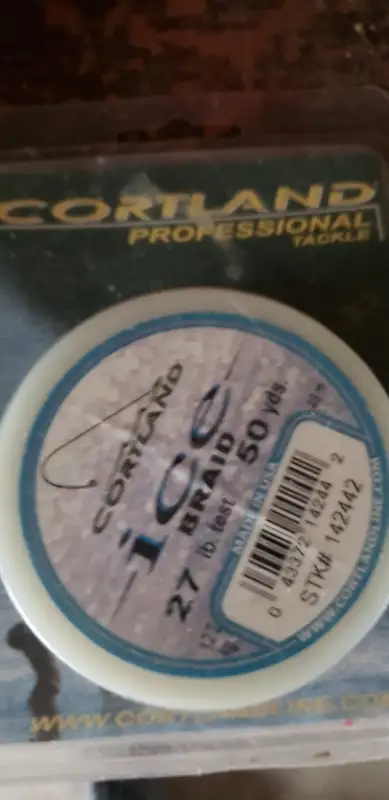 CORTLAND
PROFESSIONAL
TACKLE
CORTLAND
ice
BRAID
27 lb. test 50 yds.
MADE IN USA
0 43372 14244 2
STK# 142442
WWW.CORTLANDLINE.COM
WWW.CORTLANDLINE.COM